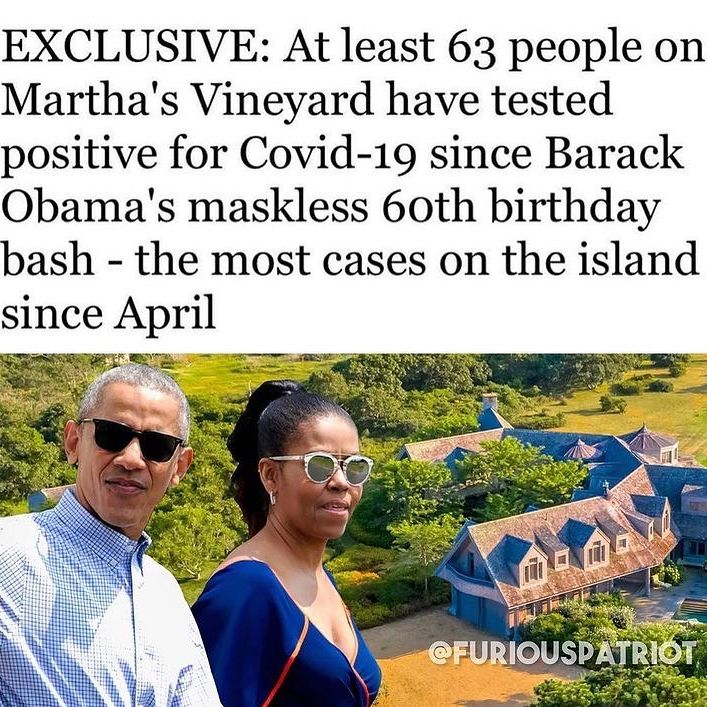 EXCLUSIVE: At least 63 people on
Martha's Vineyard have tested
positive for Covid-19 since Barack
Obama's maskless 60th birthday
bash - the most cases on the island
since April
@FURIOUSPATRIOT